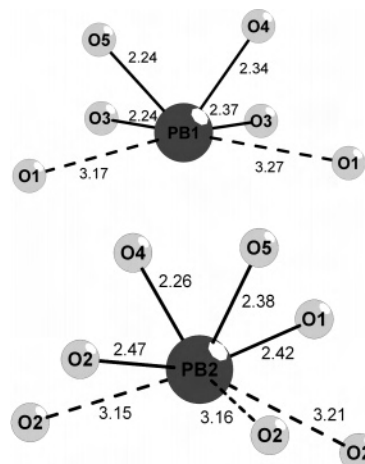 O5 O4
2.24 2.34
O3 2.24 PB1 2.37 O3
O1 3.17 3.27 O1
O4 O5
2.26 2.38
O1
O2 2.47 2.42
PB2
O2 3.15 3.16 3.21
O2
O2